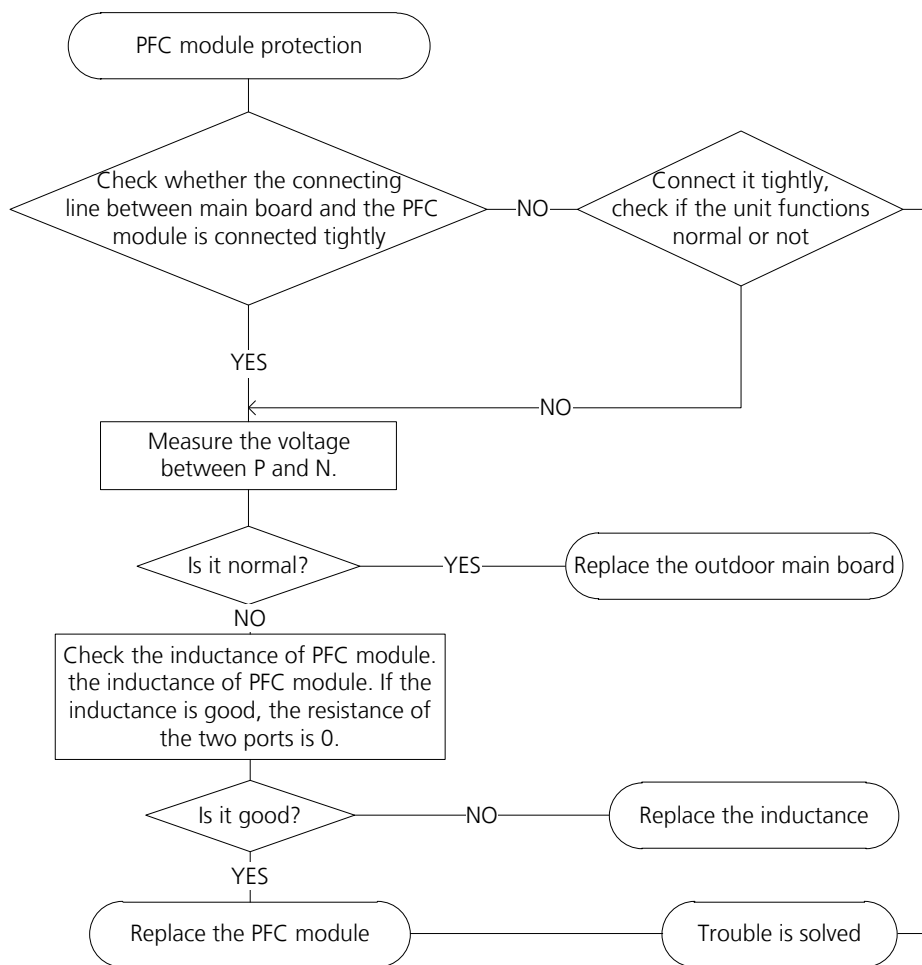 PFC module protection
Check whether the connecting
line between main board and the PFC
module is connected tightly
NO
Connect it tightly,
check if the unit functions
normal or not
YES
NO
Measure the voltage
between P and N.
Is it normal?
YES
Replace the outdoor main board
NO
Check the inductance of PFC module.
the inductance of PFC module. If the
inductance is good, the resistance of
the two ports is 0.
Is it good?
NO
Replace the inductance
YES
Replace the PFC module
Trouble is solved